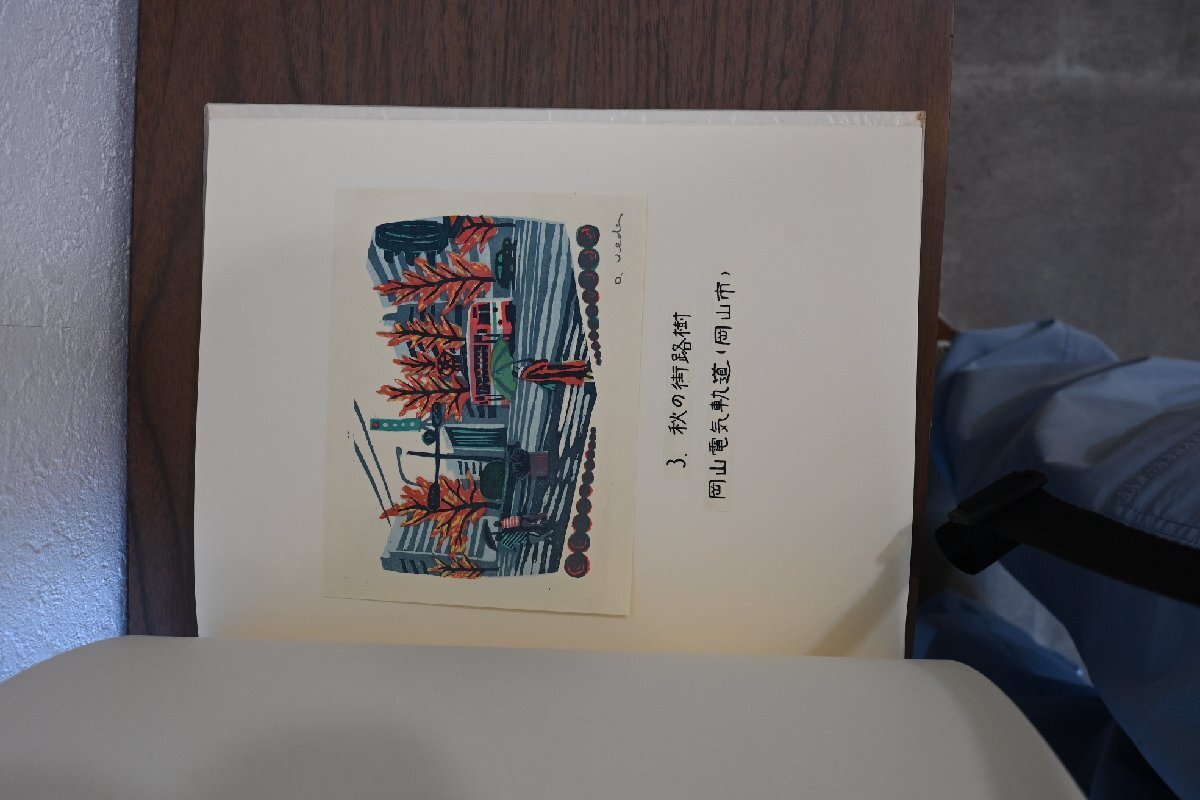 a. ueda
3. 秋の街路樹
岡山電気軌道(岡山市)